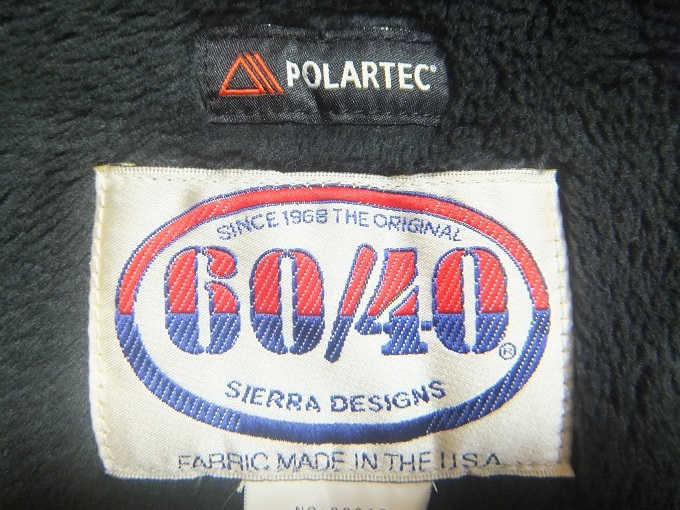 POLARTEC®
SINCE 1968 THE ORIGINAL
60/40®
SIERRA DESIGNS
FABRIC MADE IN THE U.S.A